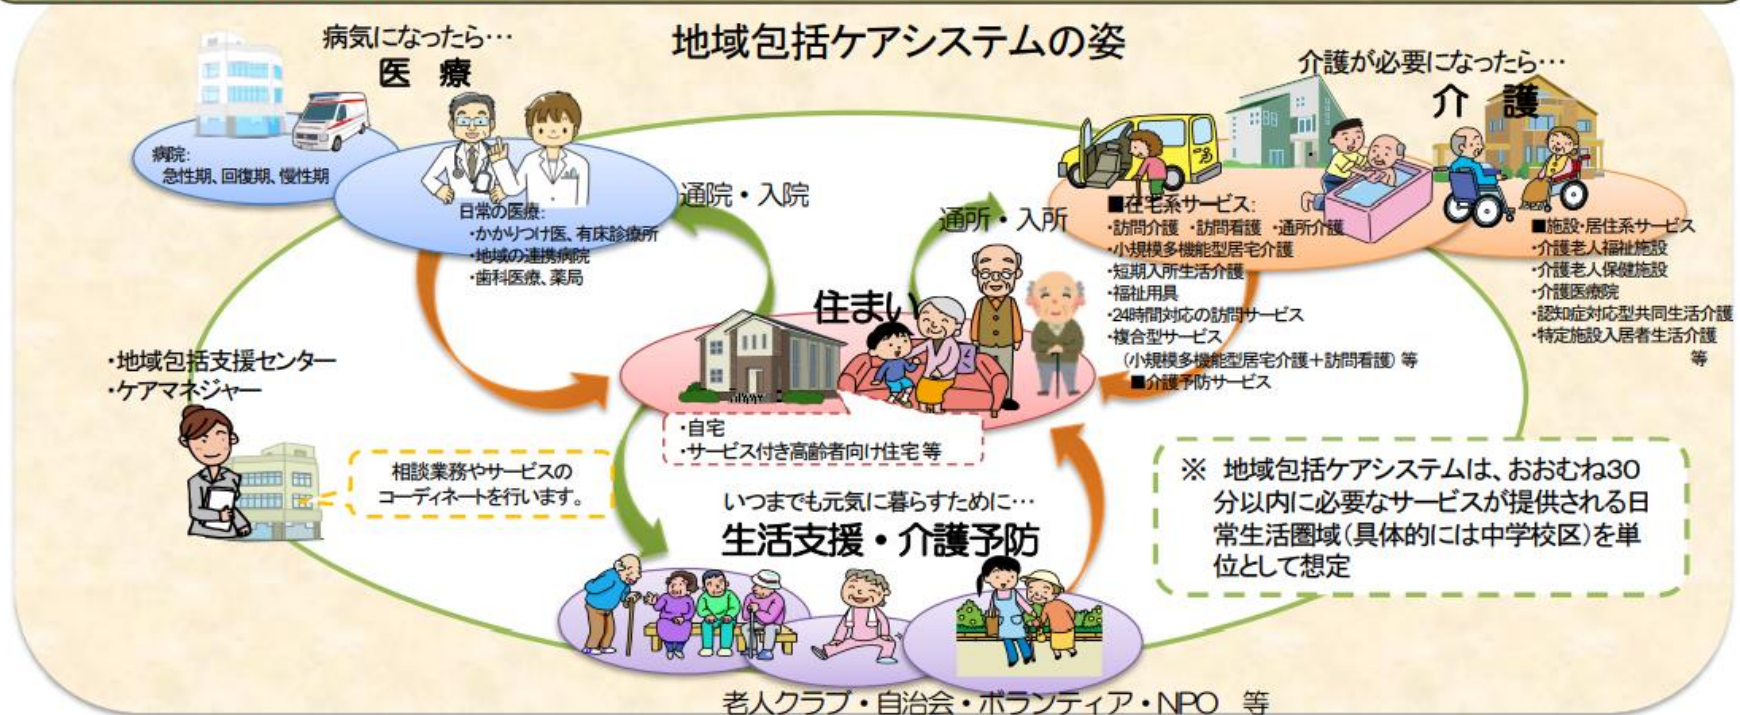 地域包括ケアシステムの姿
病気になったら…
医 療
病院:
急性期、回復期、慢性期
日常の医療:
・かかりつけ医、有床診療所
・地域の連携病院
・歯科医療、薬局
通院・入院
通所・入所
介護が必要になったら…
介 護
■在宅系サービス:
・訪問介護 ・訪問看護 ・通所介護
・小規模多機能型居宅介護
・短期入所生活介護
・福祉用具
・24時間対応の訪問サービス
・複合型サービス
(小規模多機能型居宅介護+訪問看護) 等
■介護予防サービス
■施設・居住系サービス
・介護老人福祉施設
・介護老人保健施設
・介護医療院
・認知症対応型共同生活介護
・特定施設入居者生活介護
等
住まい
・自宅
・サービス付き高齢者向け住宅 等
・地域包括支援センター
・ケアマネジャー
相談業務やサービスの
コーディネートを行います。
いつまでも元気に暮らすために…
生活支援・介護予防
老人クラブ・自治会・ボランティア・NPO 等
※ 地域包括ケアシステムは、おおむね30
分以内に必要なサービスが提供される日
常生活圏域(具体的には中学校区)を単
位として想定